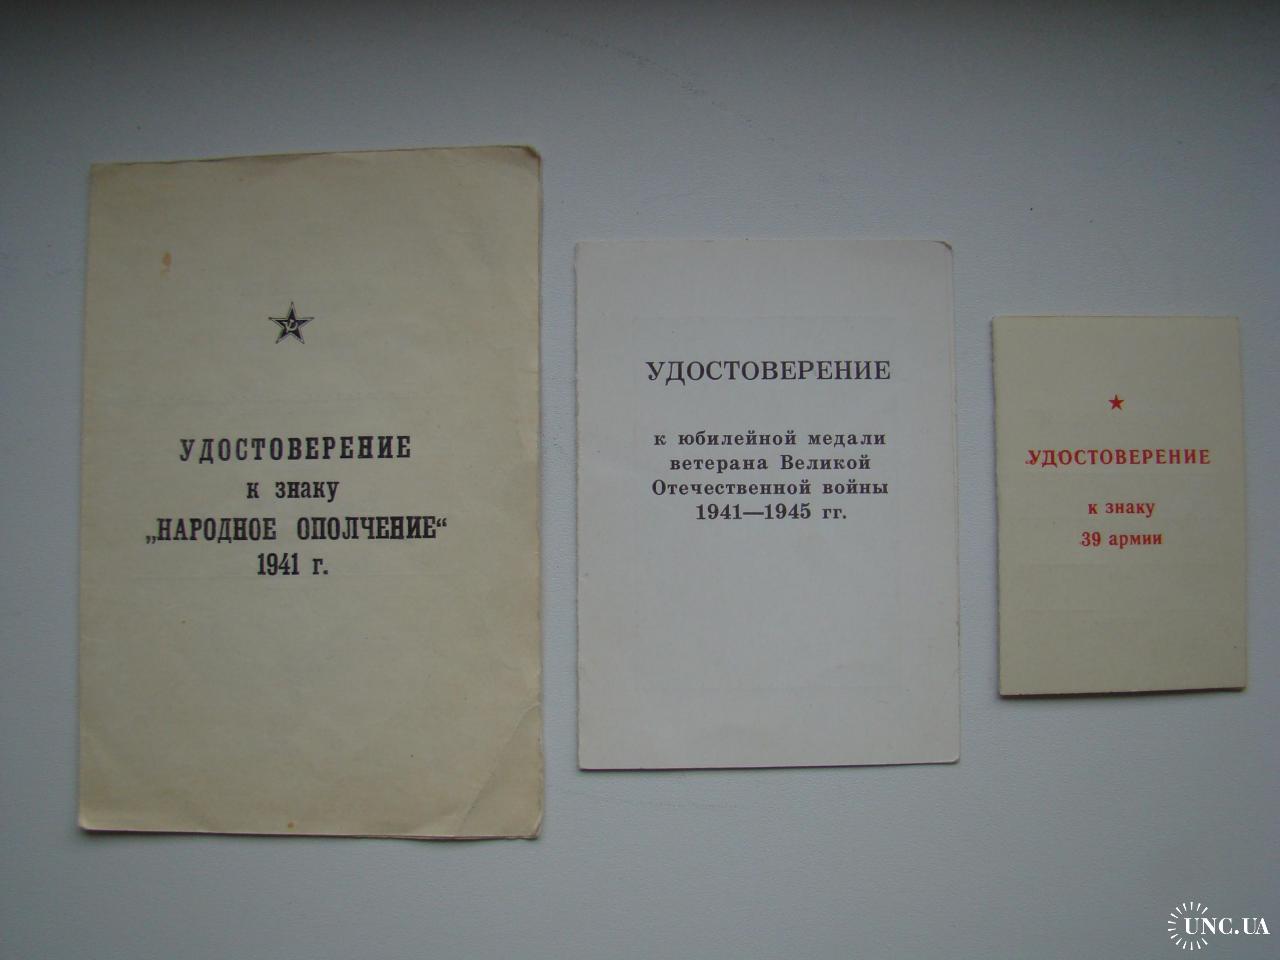 УДОСТОВЕРЕНИЕ
к знаку
„НАРОДНОЕ ОПОЛЧЕНИЕ“
1941 г.
УДОСТОВЕРЕНИЕ
к юбилейной медали
ветерана Великой
Отечественной войны
1941—1945 гг.
УДОСТОВЕРЕНИЕ
к знаку
39 армии
UNC.UA